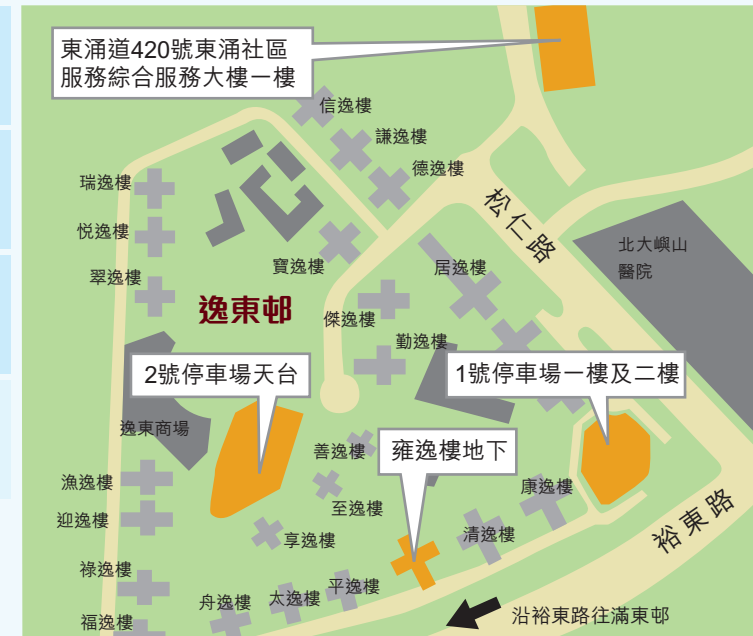 東涌道420號東涌社區
服務綜合服務大樓一樓
信逸樓
謙逸樓
德逸樓
瑞逸樓
松仁路
悦逸樓
北大嶼山
醫院
寶逸樓
居逸樓
翠逸樓
逸東邨
傑逸樓
勤逸樓
2號停車場天台
1號停車場一樓及二樓
逸東商場
善逸樓
雍逸樓地下
漁逸樓
康逸樓
至逸樓
迎逸樓
裕東路
享逸樓
清逸樓
祿逸樓
平逸樓
太逸樓
舟逸樓
沿裕東路往滿東邨
福逸樓